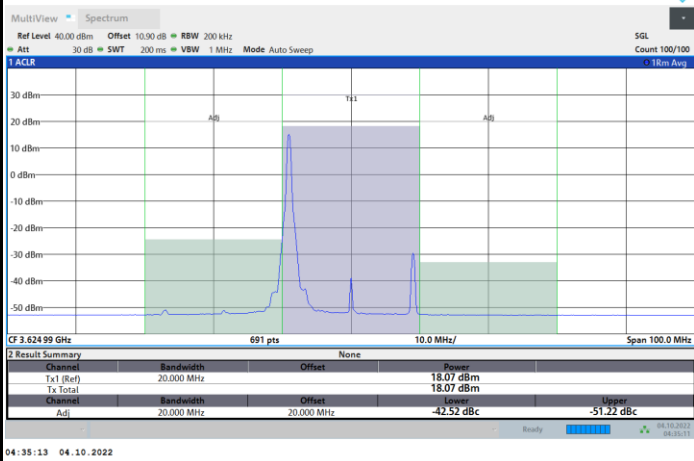 MultiView Spectrum
Ref Level 40.00 dBm Offset 10.90 dB RBW 200 kHz SGL
Att 30 dB SWT 200 ms VBW 1 MHz Mode Auto Sweep Count 100/100
1 ACLR 1Rm Avg
30 dBm
Tx1
20 dBm
Adj Adj
10 dBm
0 dBm
-10 dBm
-20 dBm
-30 dBm
-40 dBm
-50 dBm
CF 3.624 99 GHz 691 pts 10.0 MHz/ Span 100.0 MHz
2 Result Summary None
Channel Bandwidth Offset Power
Tx1 (Ref) 20.000 MHz 18.07 dBm
Tx Total 18.07 dBm
Channel Bandwidth Offset Lower Upper
Adj 20.000 MHz 20.000 MHz -42.52 dBc -51.22 dBc
Ready 04.10.2022
04:35:13
04:35:13 04.10.2022